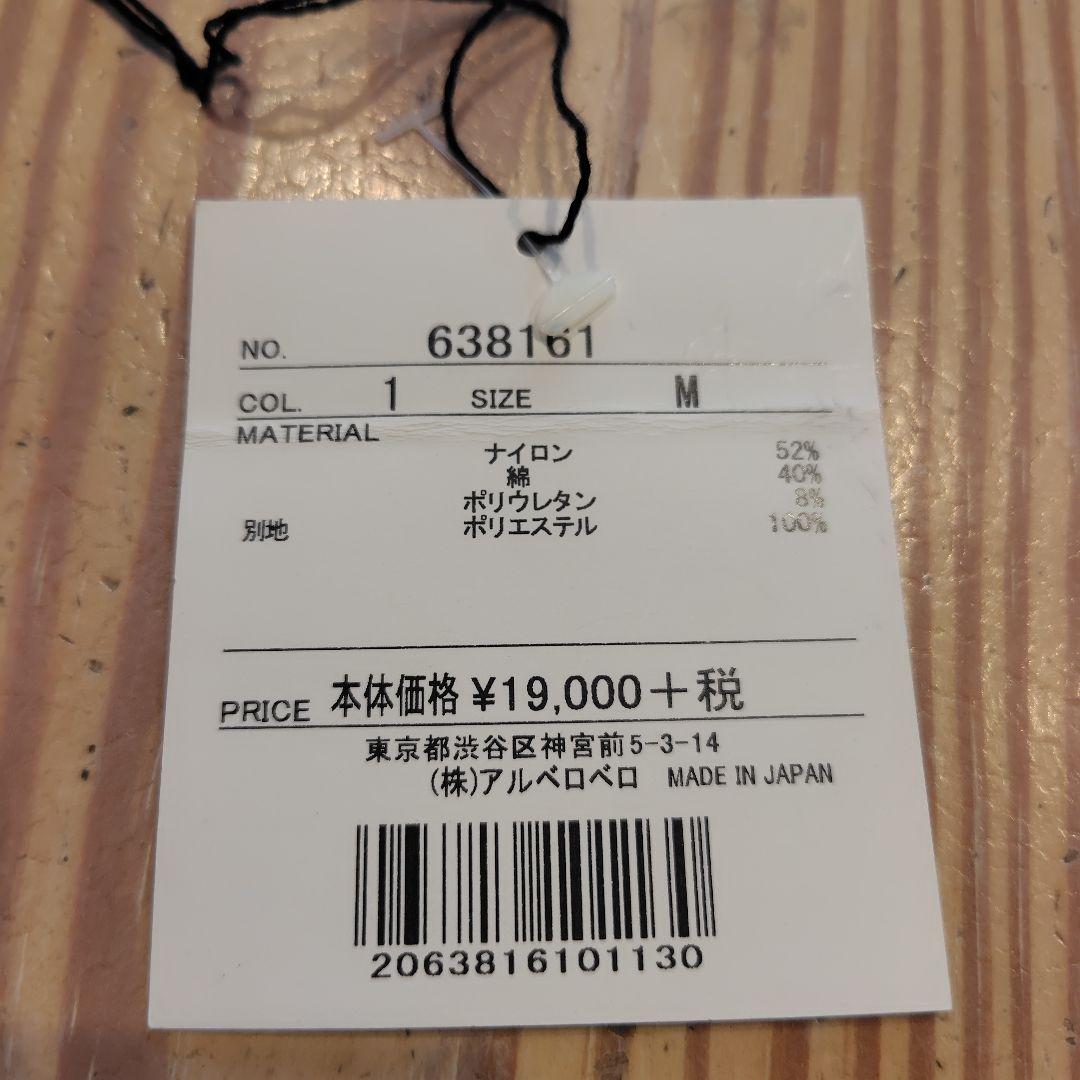 NO. 638161
COL. 1 SIZE M
MATERIAL
ナイロン 52%
綿 40%
ポリウレタン 8%
別地 ポリエステル 100%
PRICE 本体価格 ¥19,000+税
東京都渋谷区神宮前5-3-14
(株)アルベロベロ MADE IN JAPAN
2063816101130